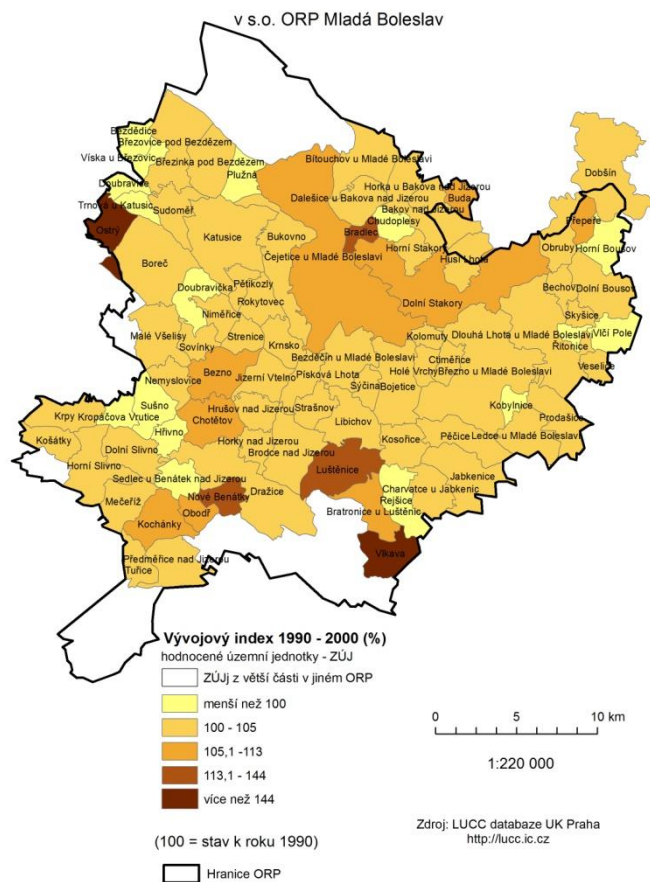 v s.o. ORP Mladá Boleslav
Bezdědice
Březovice pod Bezdězem
Víska u Březovic
Březinka pod Bezdězem
Bítouchov u Mladé Boleslavi
Dobšín
Plužná
Doubravice
Horka u Bakova nad Jizerou
Dalešice u Bakova nad Jizerou
Buda
Trnová u Katusic
Sudoměř
Bakov nad Jizerou
Chudoplesy
Přepeře
Ostrý
Katusice
Bukovno
Bradlec
Horní Stakory
Obruby
Horní Bousov
Husí Lhota
Boreč
Čejetice u Mladé Boleslavi
Pětikozly
Bechov
Dolní Bousov
Doubravička
Rokytovec
Dolní Stakory
Niměřice
Skyšice
Malé Všelisy
Strenice
Kolomuty
Dlouhá Lhota u Mladé Boleslavi
Vlčí Pole
Sovínky
Krnsko
Řitonice
Bezděčín u Mladé Boleslavi
Ctiměřice
Veselice
Bezno
Jizerní Vtelno
Písková Lhota
Holé Vrchy
Březno u Mladé Boleslavi
Nemyslovice
Sýčina
Bojetice
Sušno
Kobylnice
Krpy
Kropáčova Vrutice
Chotětov
Hrušov nad Jizerou
Strašnov
Prodašice
Libichov
Košátky
Hřivno
Dolní Slivno
Horky nad Jizerou
Kosořice
Pěčice
Ledce u Mladé Boleslavi
Brodce nad Jizerou
Horní Slivno
Luštěnice
Sedlec u Benátek nad Jizerou
Jabkenice
Charvatce u Jabkenic
Mečeříž
Nové Benátky
Dražice
Rejšice
Obodř
Bratronice u Luštěnic
Kochánky
Vlkava
Předměřice nad Jizerou
Tuřice
Vývojový index 1990 - 2000 (%)
hodnocené územní jednotky - ZÚJ
ZÚJj z větší části v jiném ORP
menší než 100
100 - 105
105,1 -113
113,1 - 144
více než 144
(100 = stav k roku 1990)
Hranice ORP
0 5 10 km
1:220 000
Zdroj: LUCC databaze UK Praha
http://lucc.ic.cz